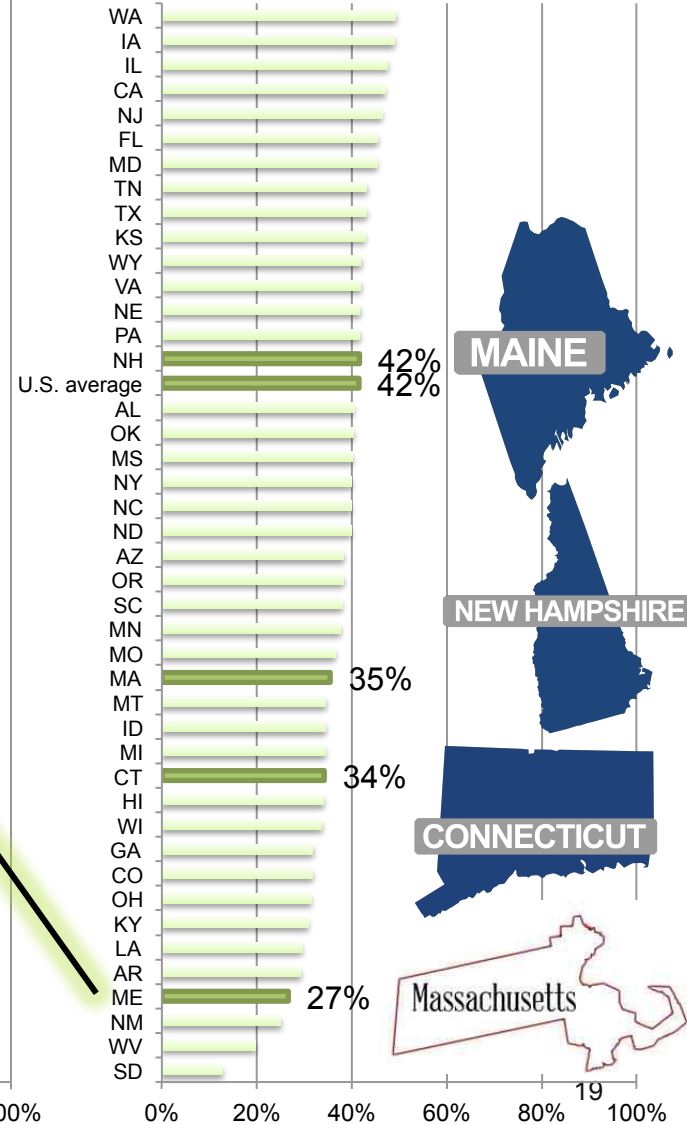 WA
IA
IL
CA
NJ
FL
MD
TN
TX
KS
WY
VA
NE
PA
NH 42%
U.S. average 42%
AL
OK
MS
NY
NC
ND
AZ
OR
SC
MN
MO
MA 35%
MT
ID
MI
CT 34%
HI
WI
GA
CO
OH
KY
LA
AR
ME 27%
NM
WV
SD
MAINE
NEW HAMPSHIRE
CONNECTICUT
Massachusetts
19
00% 0% 20% 40% 60% 80% 100%